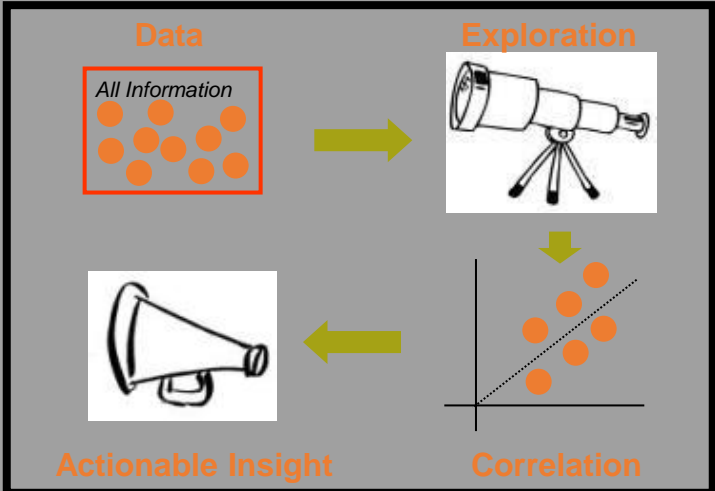 Data
Exploration
All Information
Actionable Insight
Correlation